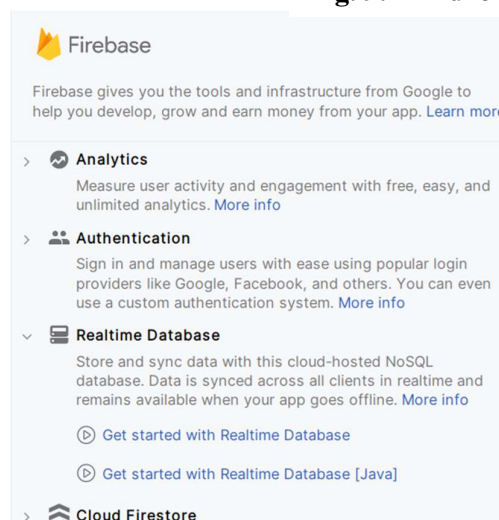 Firebase
Firebase gives you the tools and infrastructure from Google to
help you develop, grow and earn money from your app. Learn more
Analytics
Measure user activity and engagement with free, easy, and
unlimited analytics. More info
Authentication
Sign in and manage users with ease using popular login
providers like Google, Facebook, and others. You can even
use a custom authentication system. More info
Realtime Database
Store and sync data with this cloud-hosted NoSQL
database. Data is synced across all clients in realtime and
remains available when your app goes offline. More info
Get started with Realtime Database
Get started with Realtime Database [Java]
Cloud Firestore